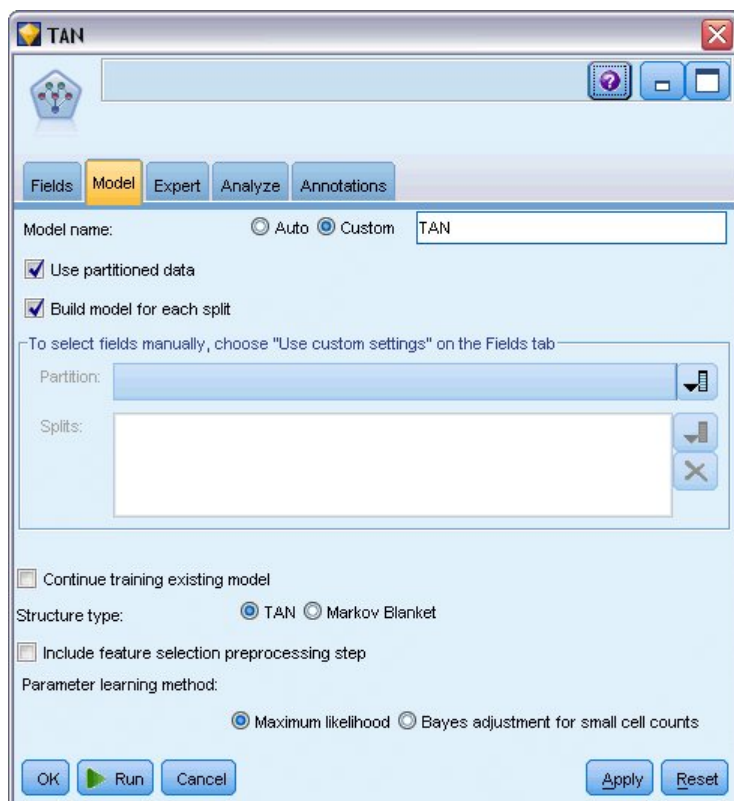 TAN
Fields Model Expert Analyze Annotations
Model name: Auto Custom TAN
Use partitioned data
Build model for each split
To select fields manually, choose "Use custom settings" on the Fields tab
Partition:
Splits:
Continue training existing model
Structure type: TAN Markov Blanket
Include feature selection preprocessing step
Parameter learning method:
Maximum likelihood Bayes adjustment for small cell counts
OK Run Cancel Apply Reset